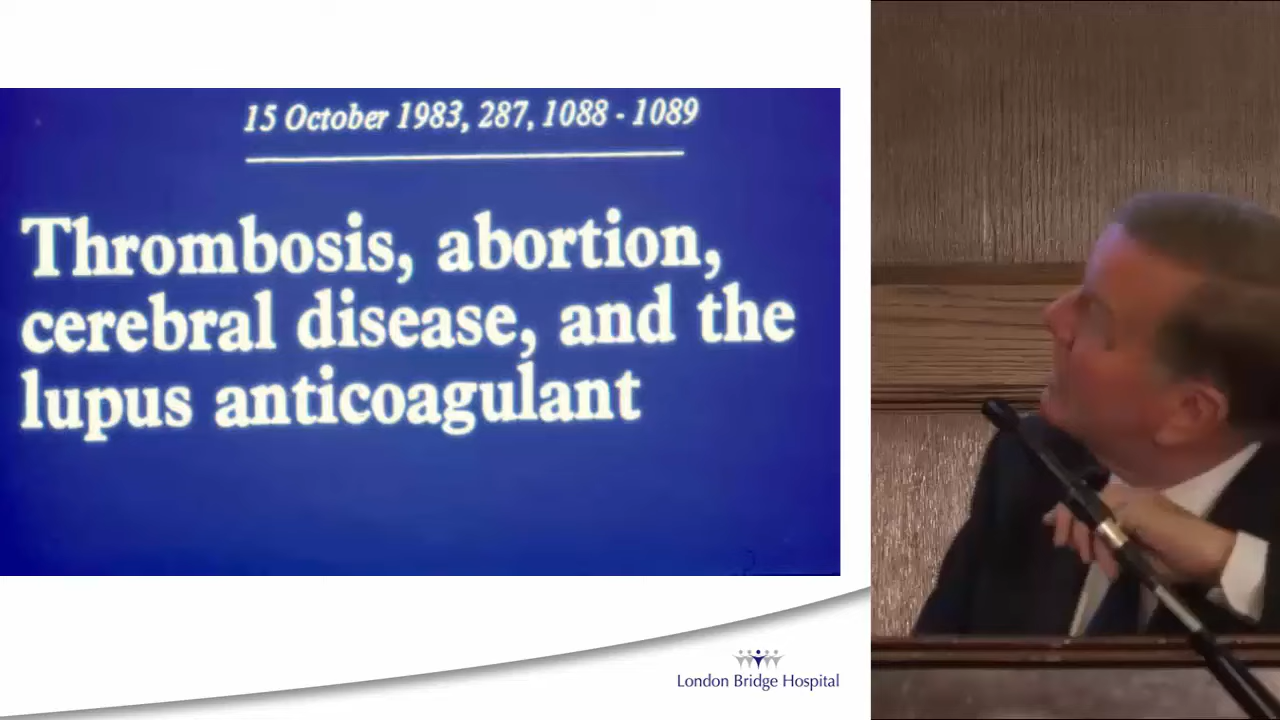 15 October 1983, 287, 1088 - 1089
Thrombosis, abortion,
cerebral disease, and the
lupus anticoagulant
London Bridge Hospital